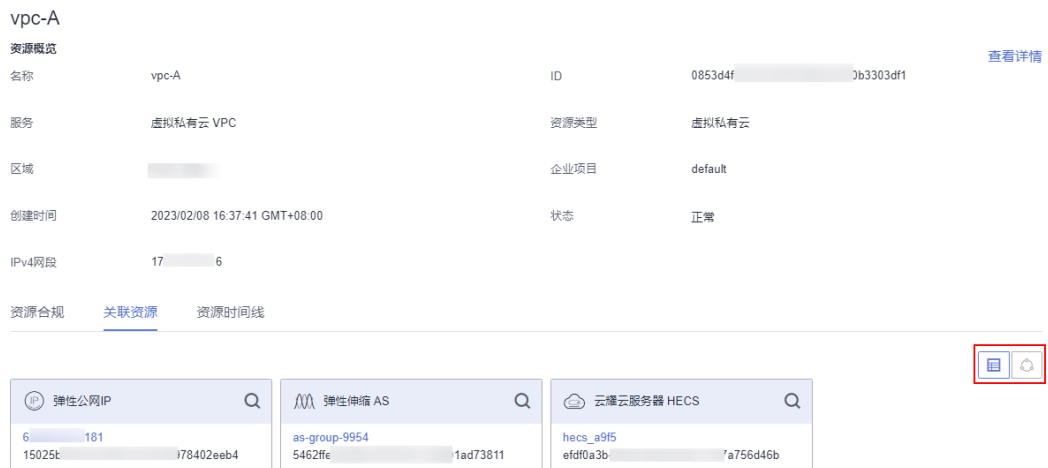 vpc-A
资源概览
查看详情
名称 vpc-A ID 0853d4f 0b3303df1
服务 虚拟私有云 VPC 资源类型 虚拟私有云
区域 企业项目 default
创建时间 2023/02/08 16:37:41 GMT+08:00 状态 正常
IPv4网段 17 6
资源合规 关联资源 资源时间线
IP 弹性公网IP 弹性伸缩 AS 云耀云服务器 HECS
6 181 as-group-9954 hecs_a9f5
15025b 978402eeb4 5462ffe 1ad73811 efdf0a3b- 7a756d46b